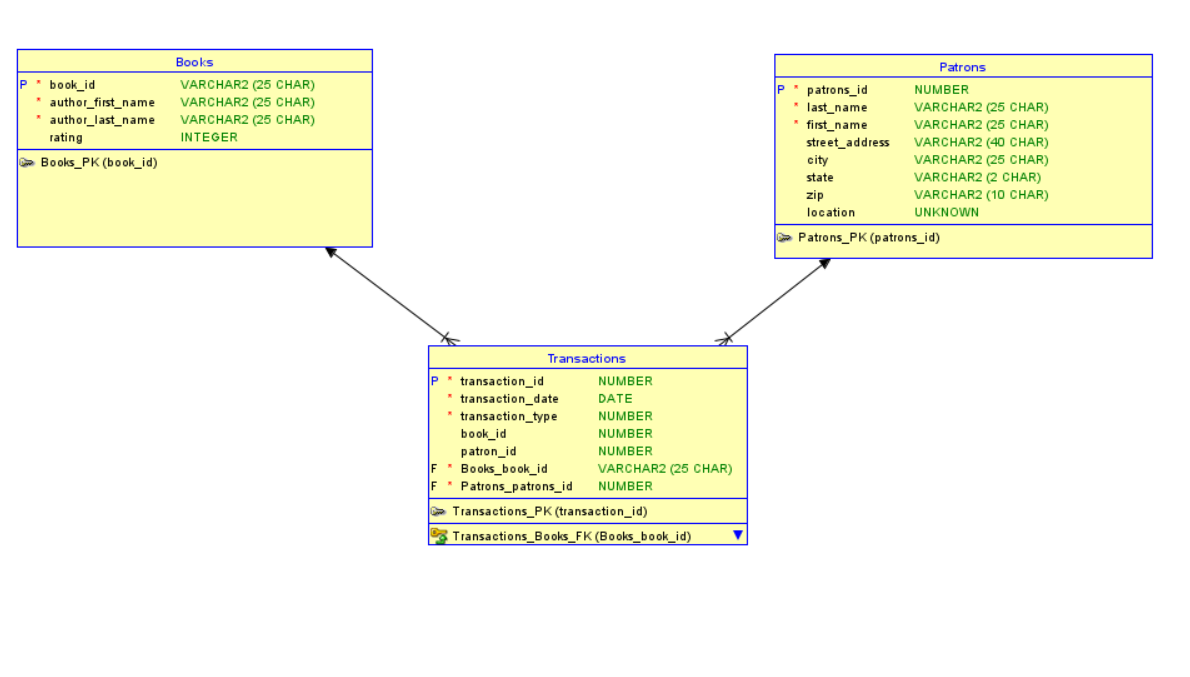 Books
P * book_id VARCHAR2 (25 CHAR)
* author_first_name VARCHAR2 (25 CHAR)
* author_last_name VARCHAR2 (25 CHAR)
rating INTEGER
Books_PK (book_id)
Patrons
P * patrons_id NUMBER
* last_name VARCHAR2 (25 CHAR)
* first_name VARCHAR2 (25 CHAR)
street_address VARCHAR2 (40 CHAR)
city VARCHAR2 (25 CHAR)
state VARCHAR2 (2 CHAR)
zip VARCHAR2 (10 CHAR)
location UNKNOWN
Patrons_PK (patrons_id)
Transactions
P * transaction_id NUMBER
* transaction_date DATE
* transaction_type NUMBER
book_id NUMBER
patron_id NUMBER
F * Books_book_id VARCHAR2 (25 CHAR)
F * Patrons_patrons_id NUMBER
Transactions_PK (transaction_id)
Transactions_Books_FK (Books_book_id)